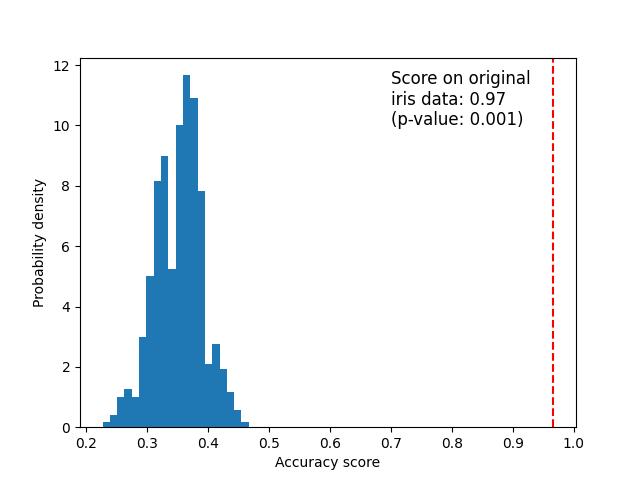 Score on original
iris data: 0.97
(p-value: 0.001)
12
10
8
6
4
2
0
Probability density
0.2 0.3 0.4 0.5 0.6 0.7 0.8 0.9 1.0
Accuracy score